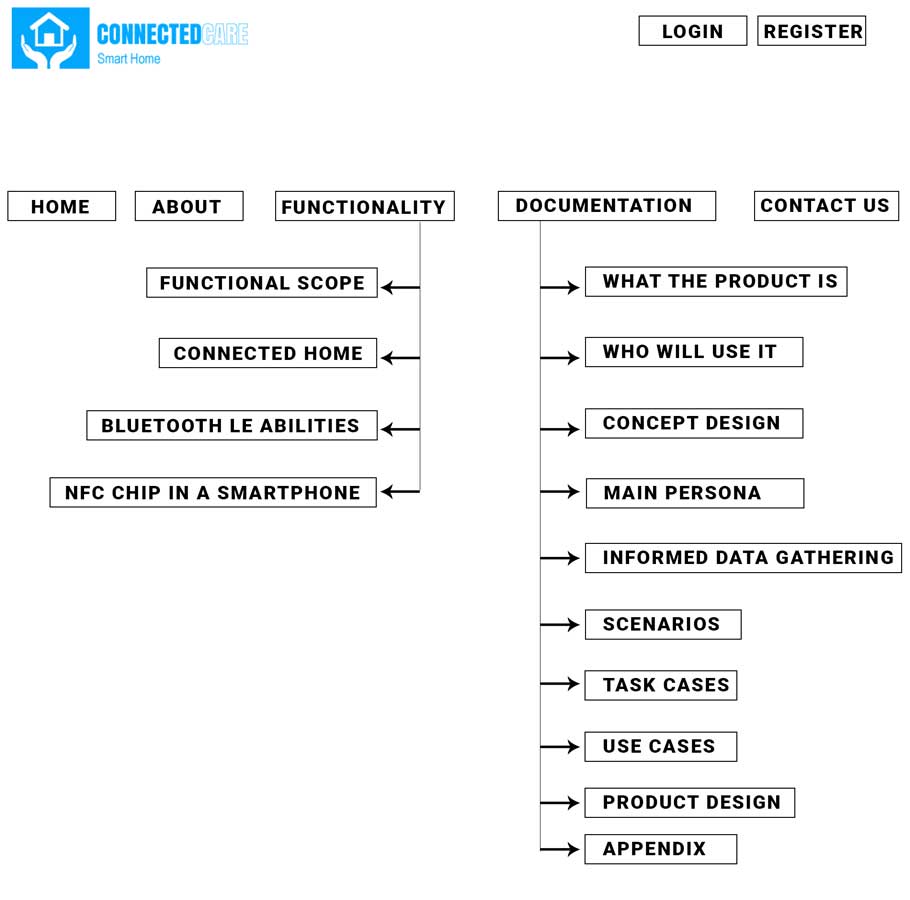 CONNECTEDCARE
Smart Home
LOGIN
REGISTER
HOME
ABOUT
FUNCTIONALITY
DOCUMENTATION
CONTACT US
FUNCTIONAL SCOPE
CONNECTED HOME
BLUETOOTH LE ABILITIES
NFC CHIP IN A SMARTPHONE
WHAT THE PRODUCT IS
WHO WILL USE IT
CONCEPT DESIGN
MAIN PERSONA
INFORMED DATA GATHERING
SCENARIOS
TASK CASES
USE CASES
PRODUCT DESIGN
APPENDIX